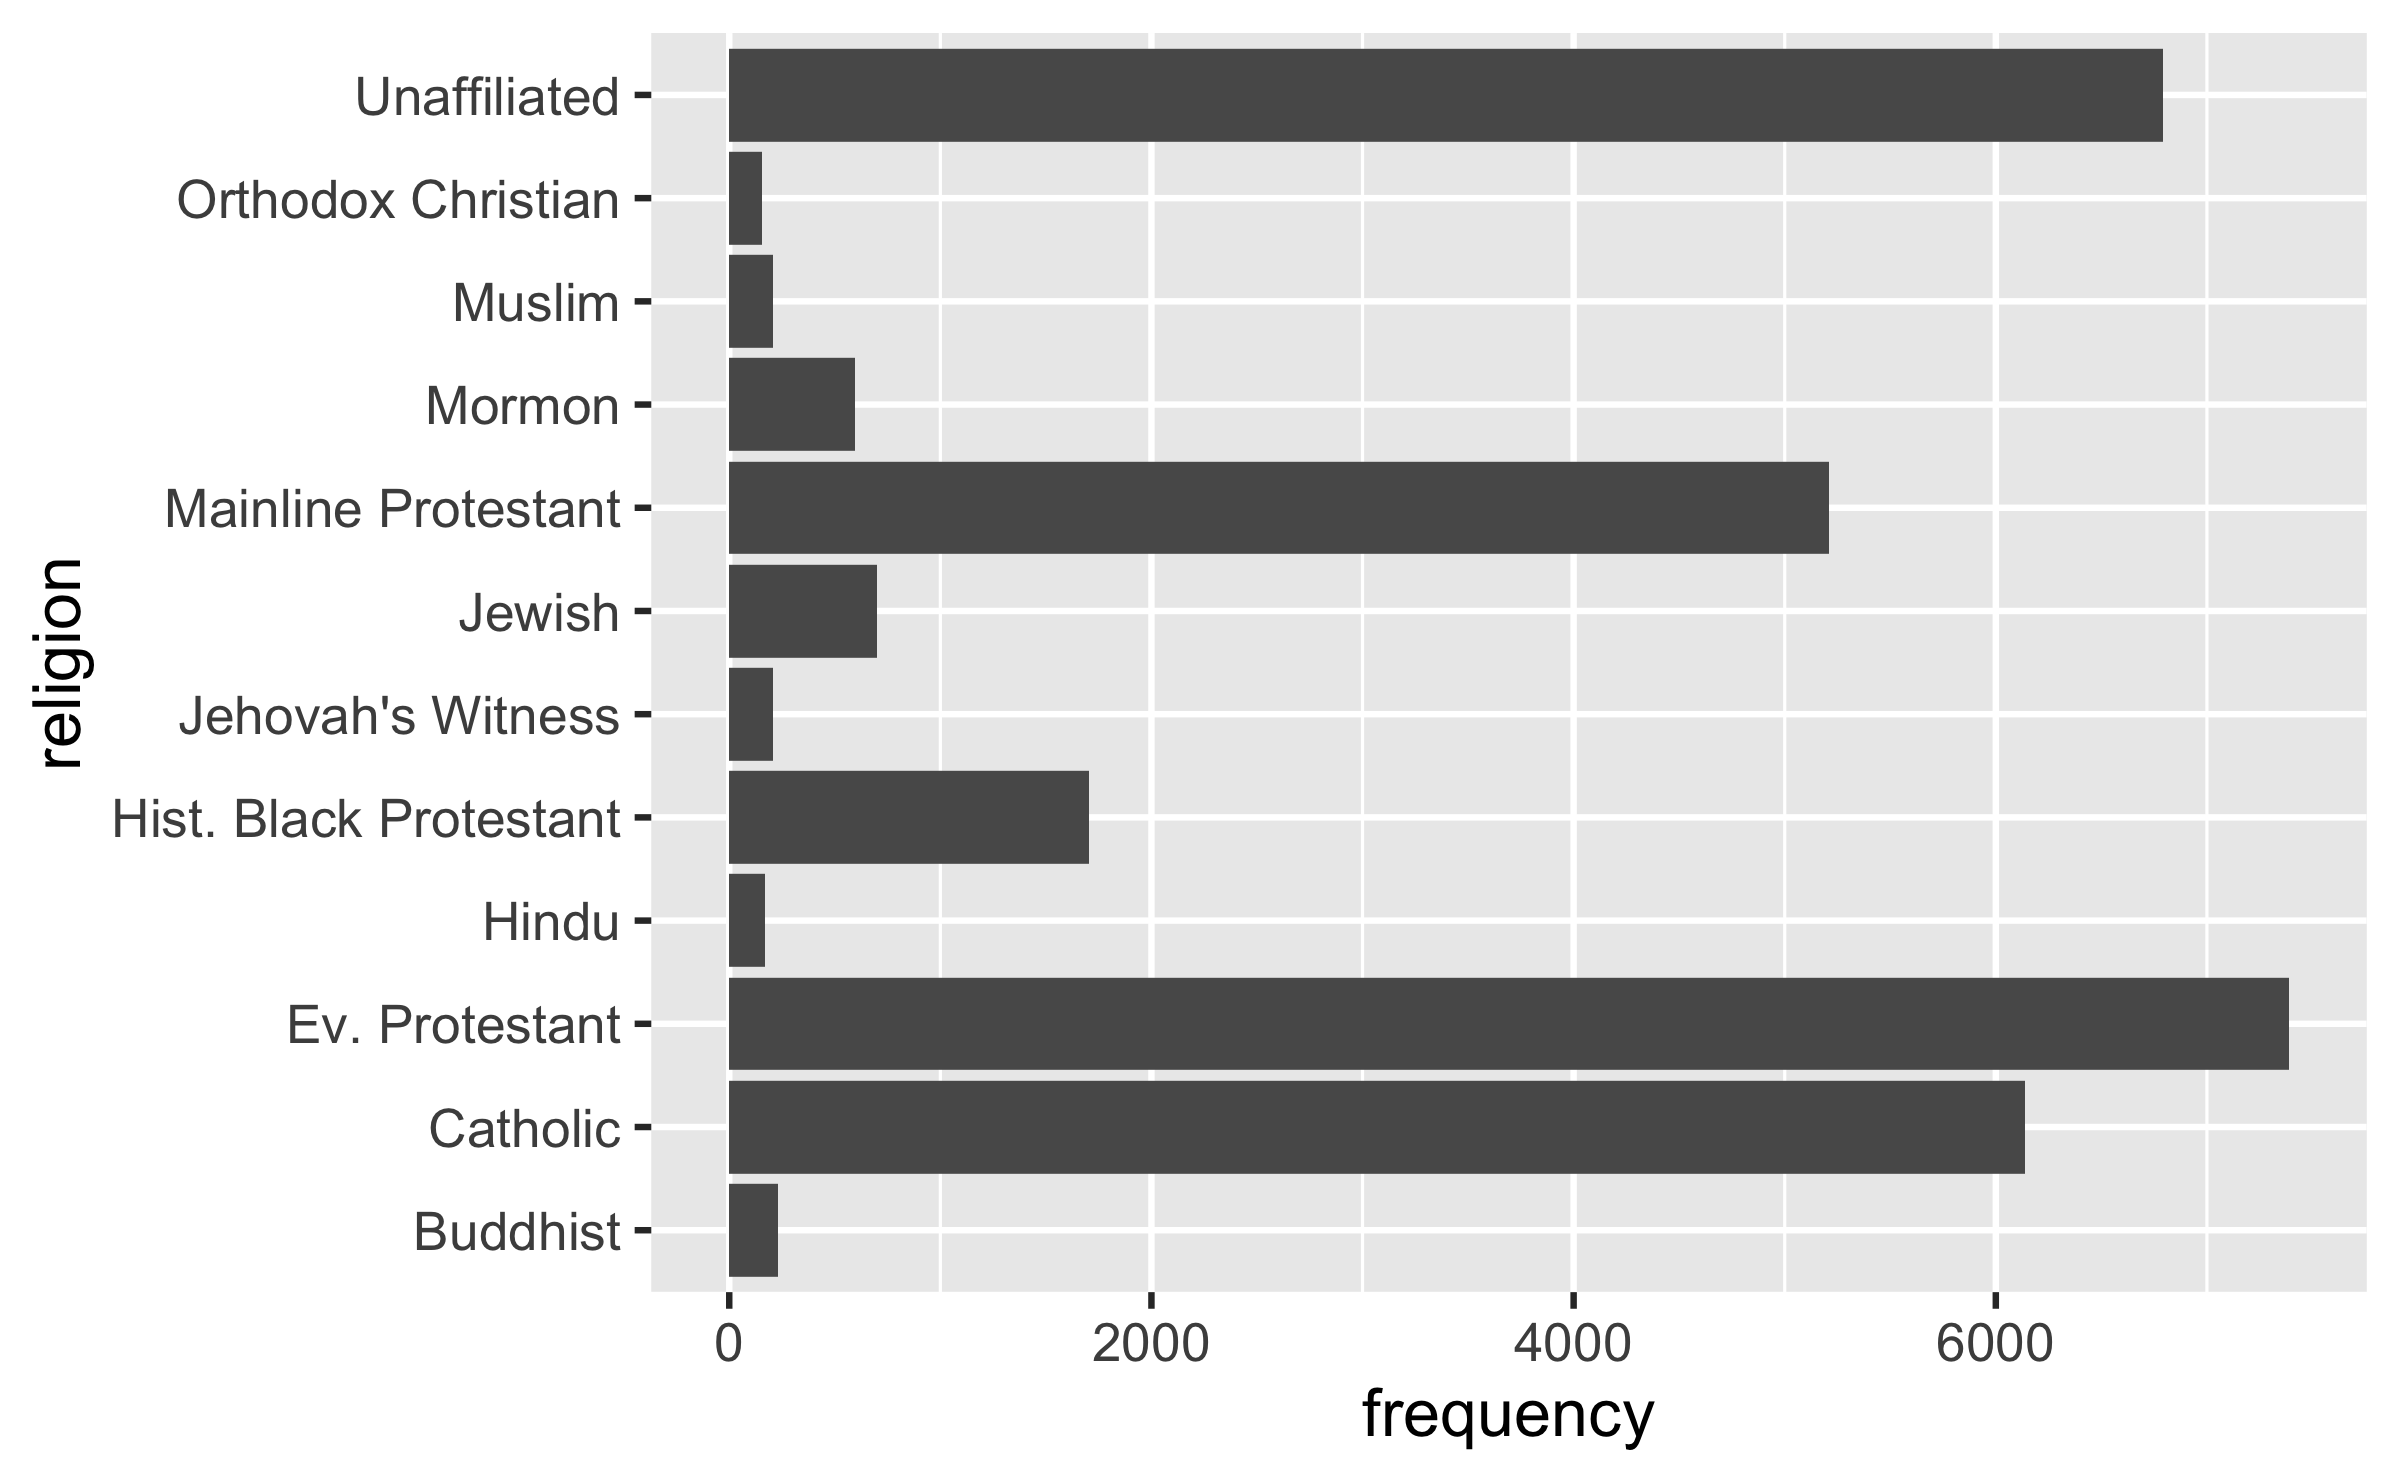 Unaffiliated
Orthodox Christian
Muslim
Mormon
Mainline Protestant
Jewish
Jehovah's Witness
Hist. Black Protestant
Hindu
Ev. Protestant
Catholic
Buddhist
religion
0 2000 4000 6000
frequency